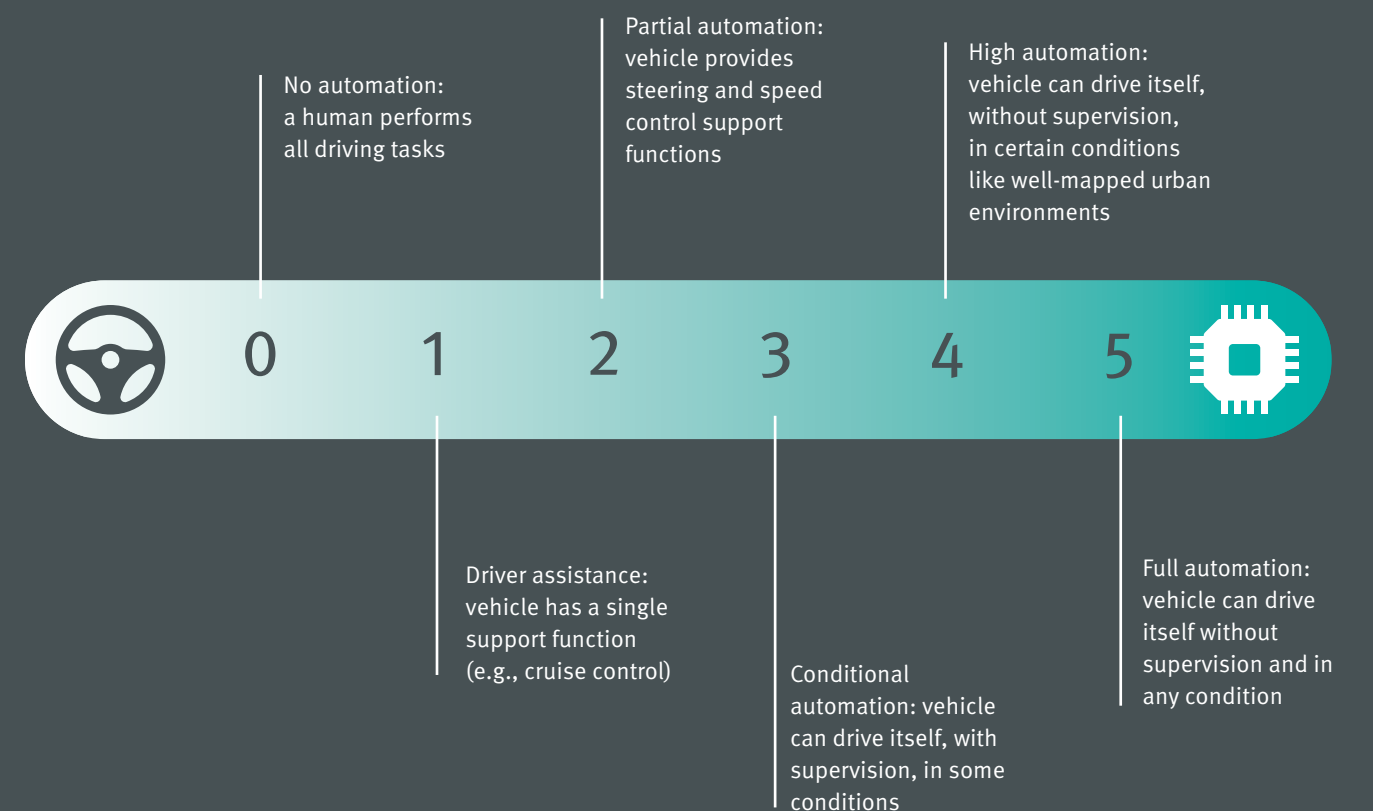 No automation:
a human performs
all driving tasks
Partial automation:
vehicle provides
steering and speed
control support
functions
High automation:
vehicle can drive itself,
without supervision,
in certain conditions
like well-mapped urban
environments
0 1 2 3 4 5
Driver assistance:
vehicle has a single
support function
(e.g., cruise control)
Conditional
automation: vehicle
can drive itself, with
supervision, in some
conditions
Full automation:
vehicle can drive
itself without
supervision and in
any condition